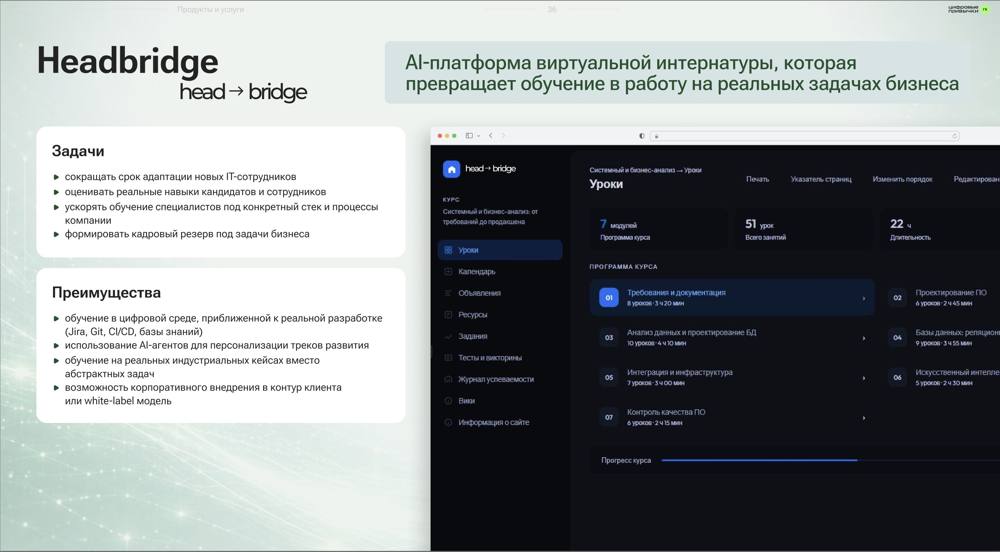 Продукты и услуги
36
цифровые
привычки
ГК
Headbridge
head → bridge
AI-платформа виртуальной интернатуры, которая
превращает обучение в работу на реальных задачах бизнеса
Задачи
сокращать срок адаптации новых IT-сотрудников
оценивать реальные навыки кандидатов и сотрудников
ускорять обучение специалистов под конкретный стек и процессы
компании
формировать кадровый резерв под задачи бизнеса
Преимущества
обучение в цифровой среде, приближенной к реальной разработке
(Jira, Git, CI/CD, базы знаний)
использование AI-агентов для персонализации треков развития
обучение на реальных индустриальных кейсах вместо
абстрактных задач
возможность корпоративного внедрения в контур клиента
или white-label модель
head → bridge
КУРС
Системный и бизнес-анализ: от
требований до продакшена
Уроки
Календарь
Объявления
Ресурсы
Задания
Тесты и викторины
Журнал успеваемости
Вики
Информация о сайте
Системный и бизнес-анализ → Уроки
Уроки
Печать
Указатель страниц
Изменить порядок
Редактирован
7 модулей
Программа курса
51 урок
Всего занятий
22 ч
Длительность
ПРОГРАММА КУРСА
01
Требования и документация
8 уроков · 3 ч 20 мин
›
02
Проектирование ПО
6 уроков · 2 ч 45 мин
03
Анализ данных и проектирование БД
10 уроков · 4 ч 10 мин
›
04
Базы данных: реляцион
9 уроков · 3 ч 55 мин
05
Интеграция и инфраструктура
7 уроков · 3 ч 00 мин
›
06
Искусственный интелле
5 уроков · 2 ч 30 мин
07
Контроль качества ПО
6 уроков · 2 ч 15 мин
›
Прогресс курса